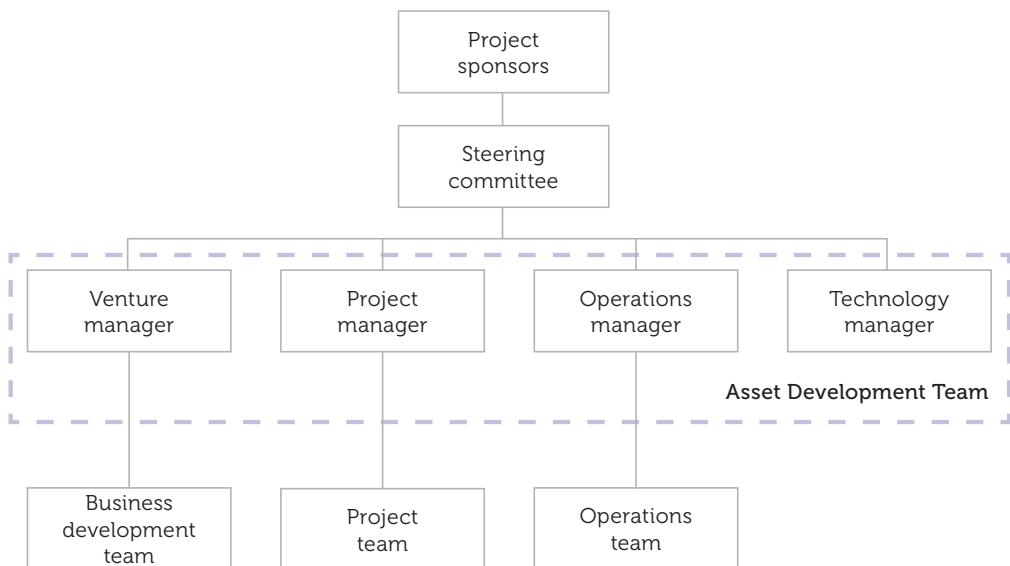 Project
sponsors
Steering
committee
Venture
manager
Project
manager
Operations
manager
Technology
manager
Asset Development Team
Business
development
team
Project
team
Operations
team